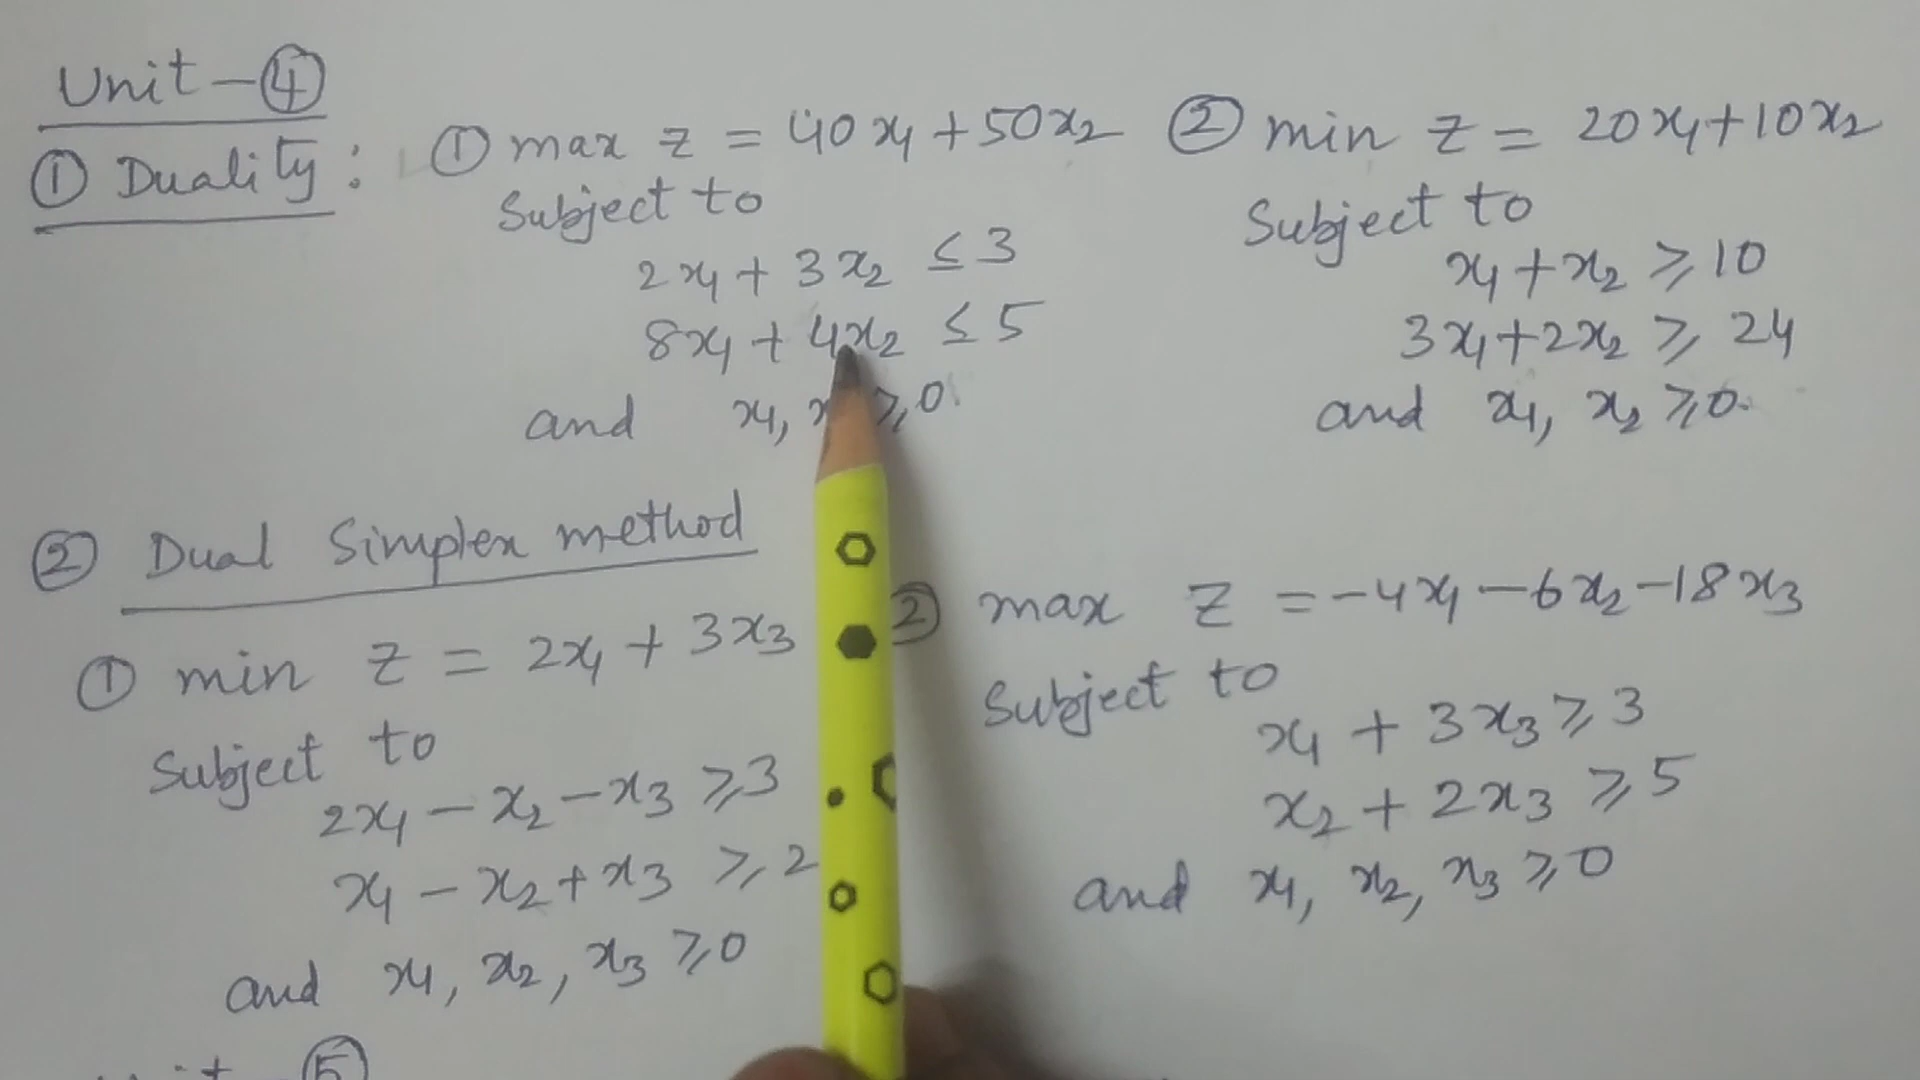 Unit - ④
① Duality :
① max z = 40x₁ + 50x₂
Subject to
2x₁ + 3x₂ ≤ 3
8x₁ + 4x₂ ≤ 5
and x₁, x ≥ 0
② min z = 20x₁ + 10x₂
Subject to
x₁ + x₂ ≥ 10
3x₁ + 2x₂ ≥ 24
and x₁, x₂ ≥ 0.
② Dual Simplex method
① min z = 2x₁ + 3x₃
Subject to
2x₁ - x₂ - x₃ ≥ 3
x₁ - x₂ + x₃ ≥ 2
and x₁, x₂, x₃ ≥ 0
② max z = -4x₁ - 6x₂ - 18x₃
Subject to
x₁ + 3x₃ ≥ 3
x₂ + 2x₃ ≥ 5
and x₁, x₂, x₃ ≥ 0
⑤